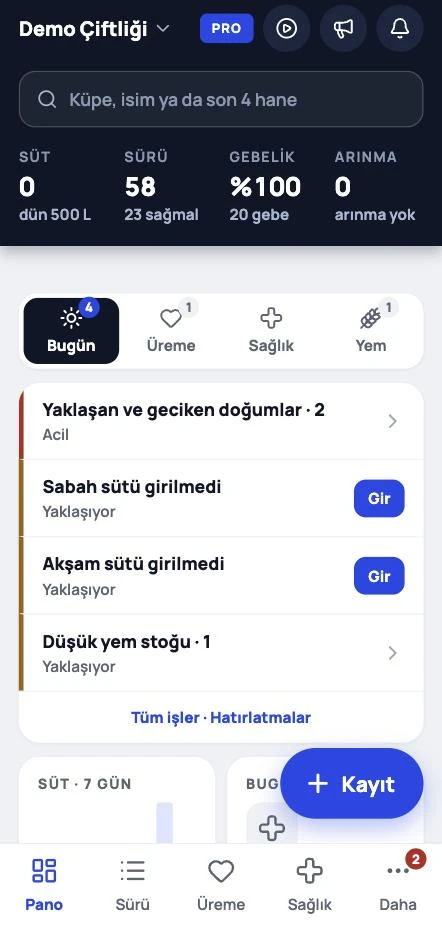 Demo Çiftliği
PRO
Küpe, isim ya da son 4 hane
SÜT SÜRÜ GEBELİK ARINMA
0 58 %100 0
dün 500 L 23 sağmal 20 gebe arınma yok
4 1 1
Bugün Üreme Sağlık Yem
Yaklaşan ve geciken doğumlar · 2
Acil
Sabah sütü girilmedi
Yaklaşıyor
Gir
Akşam sütü girilmedi
Yaklaşıyor
Gir
Düşük yem stoğu · 1
Yaklaşıyor
Tüm işler · Hatırlatmalar
SÜT · 7 GÜN
BUG
+ Kayıt
2
Pano Sürü Üreme Sağlık Daha